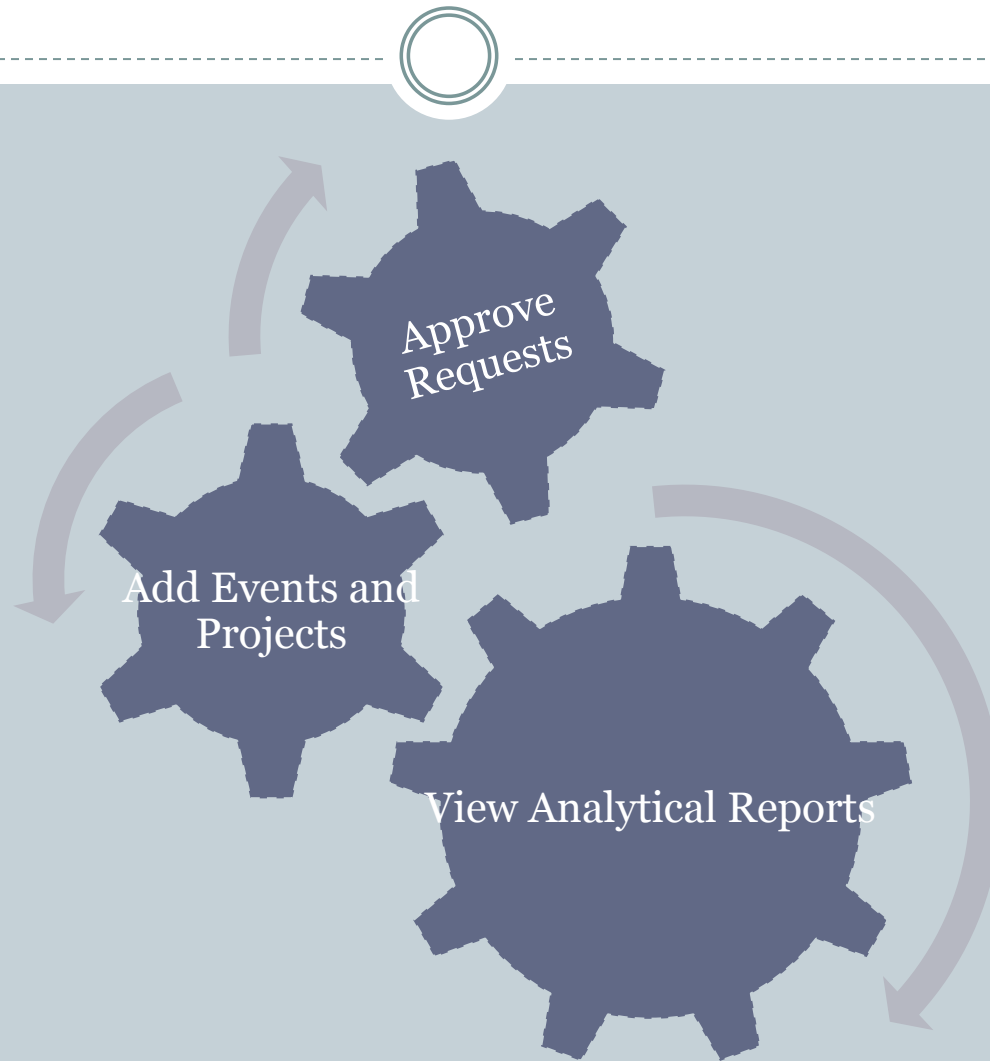 Approve
Requests
Add Events and
Projects
View Analytical Reports